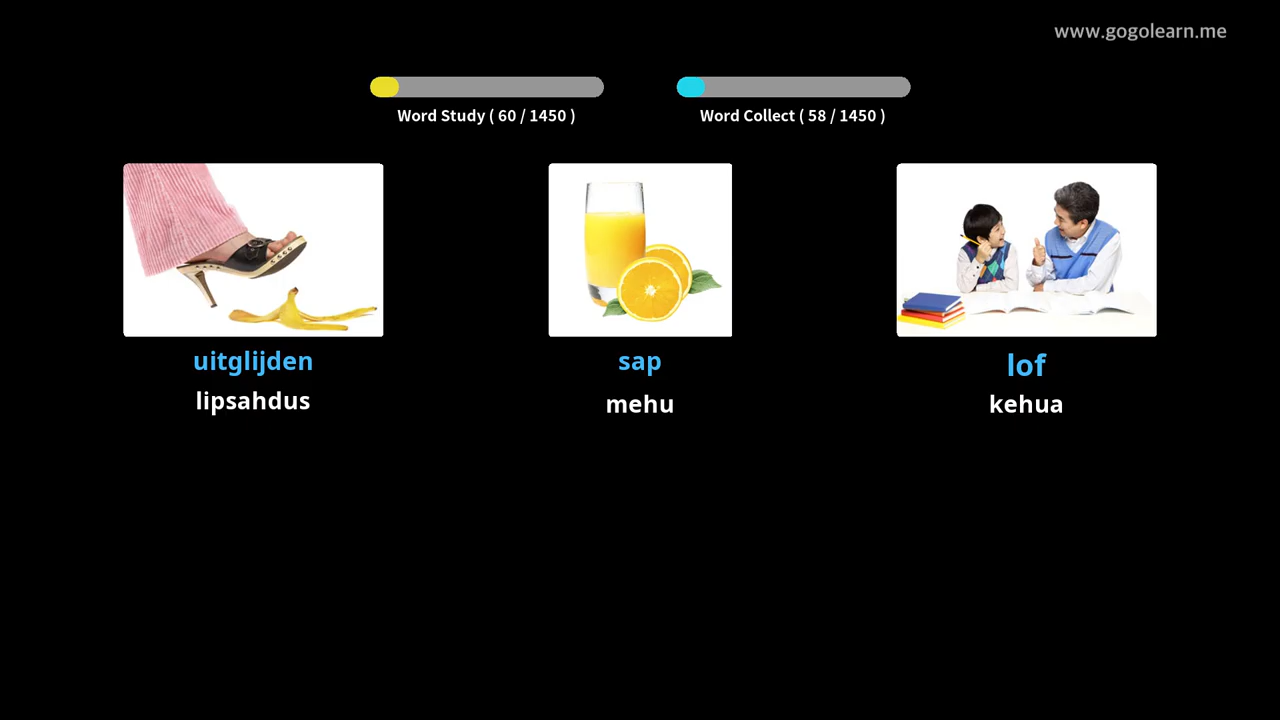 www.gogolearn.me
Word Study ( 60 / 1450 )
Word Collect ( 58 / 1450 )
uitglijden
lipsahdus
sap
mehu
lof
kehua